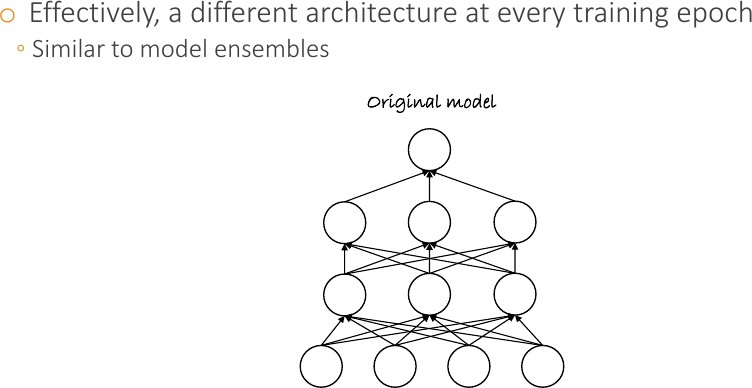 Effectively, a different architecture at every training epoch
Similar to model ensembles
Original model